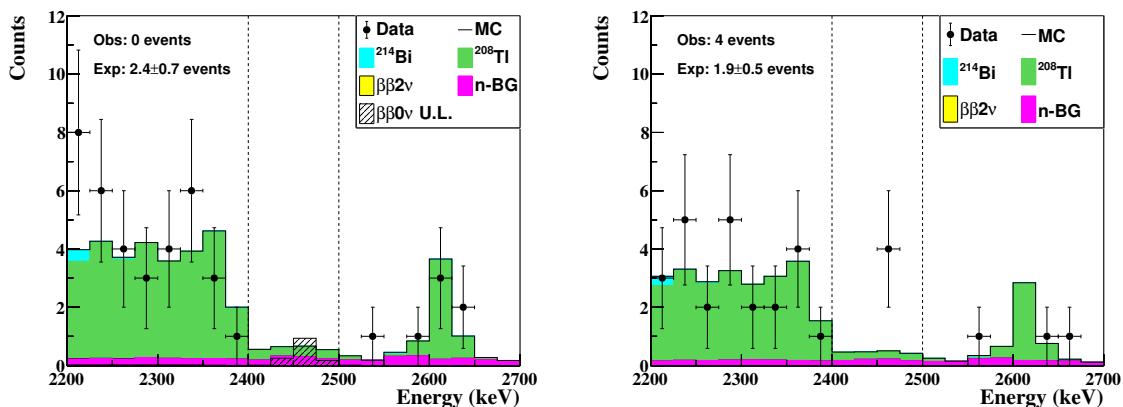 Counts
12
10
8
6
4
2
0
Obs: 0 events
Exp: 2.4±0.7 events
Data
MC
²¹⁴Bi
²⁰⁸Tl
ββ2ν
n-BG
ββ0ν U.L.
2200
2300
2400
2500
2600
2700
Energy (keV)
Counts
12
10
8
6
4
2
0
Obs: 4 events
Exp: 1.9±0.5 events
Data
MC
²¹⁴Bi
²⁰⁸Tl
ββ2ν
n-BG
2200
2300
2400
2500
2600
2700
Energy (keV)